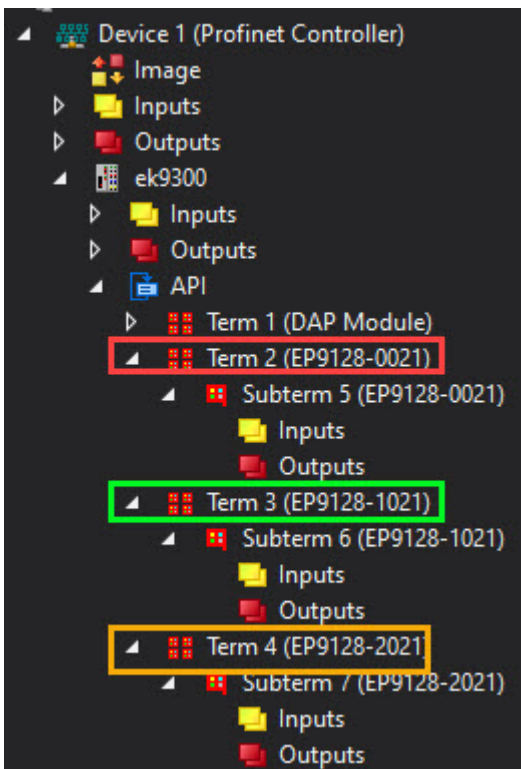 Device 1 (Profinet Controller)
Image
Inputs
Outputs
ek9300
Inputs
Outputs
API
Term 1 (DAP Module)
Term 2 (EP9128-0021)
Subterm 5 (EP9128-0021)
Inputs
Outputs
Term 3 (EP9128-1021)
Subterm 6 (EP9128-1021)
Inputs
Outputs
Term 4 (EP9128-2021)
Subterm 7 (EP9128-2021)
Inputs
Outputs